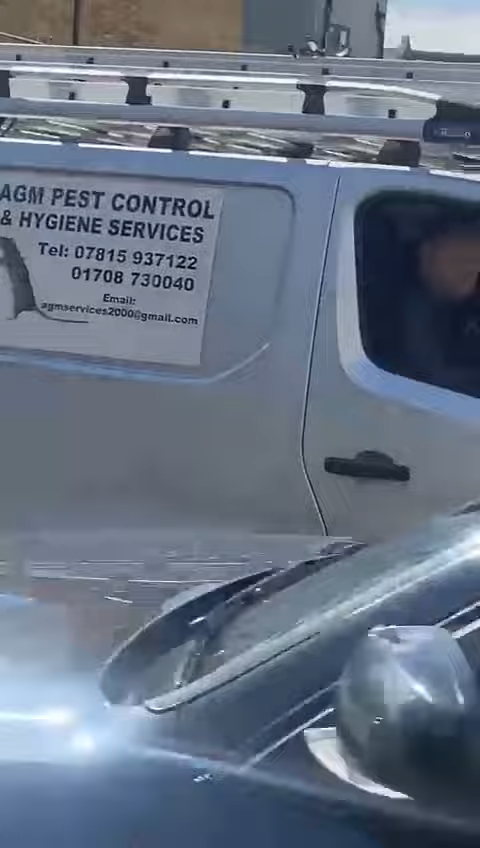 AGM PEST CONTROL
& HYGIENE SERVICES
Tel: 07815 937122
01708 730040
Email:
agmservices2000@gmail.com